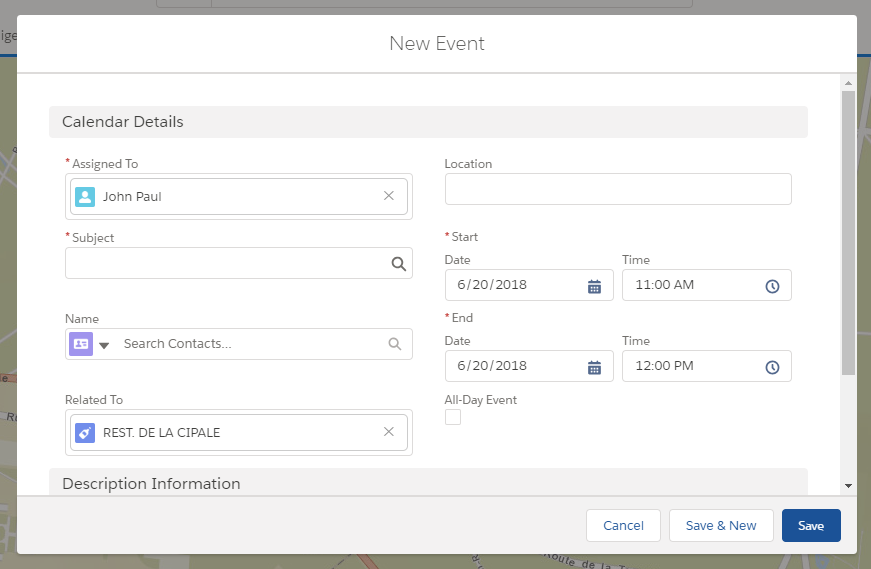 New Event
Calendar Details
* Assigned To
John Paul
Location
* Subject
* Start
Date
Time
6/20/2018
11:00 AM
Name
Search Contacts...
* End
Date
Time
6/20/2018
12:00 PM
Related To
REST. DE LA CIPALE
All-Day Event
Description Information
Cancel
Save & New
Save